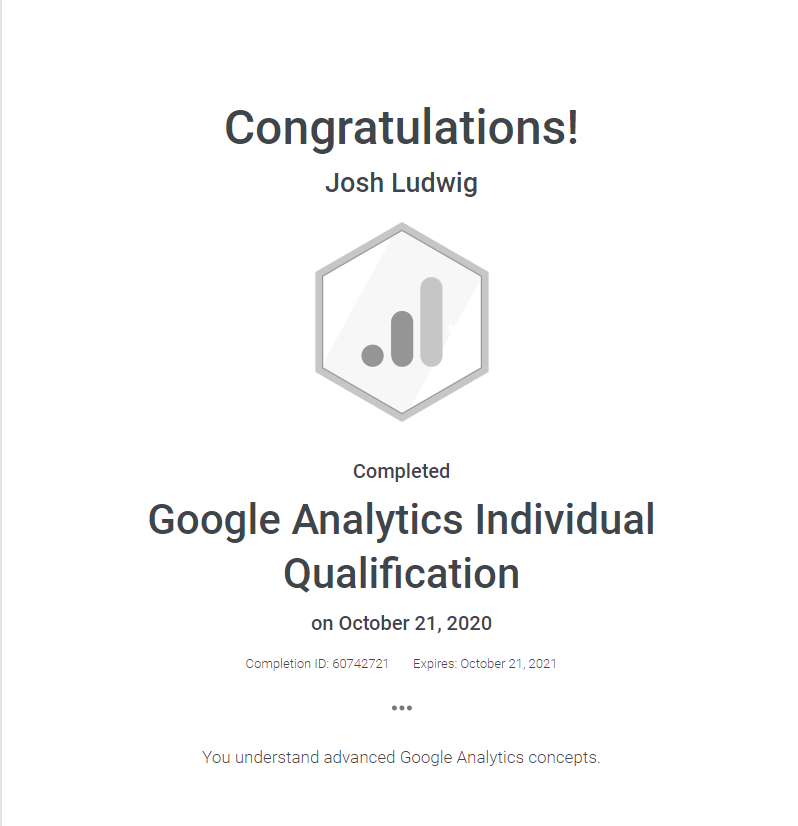 Congratulations!
Josh Ludwig
Completed
Google Analytics Individual
Qualification
on October 21, 2020
Completion ID: 60742721 Expires: October 21, 2021
You understand advanced Google Analytics concepts.